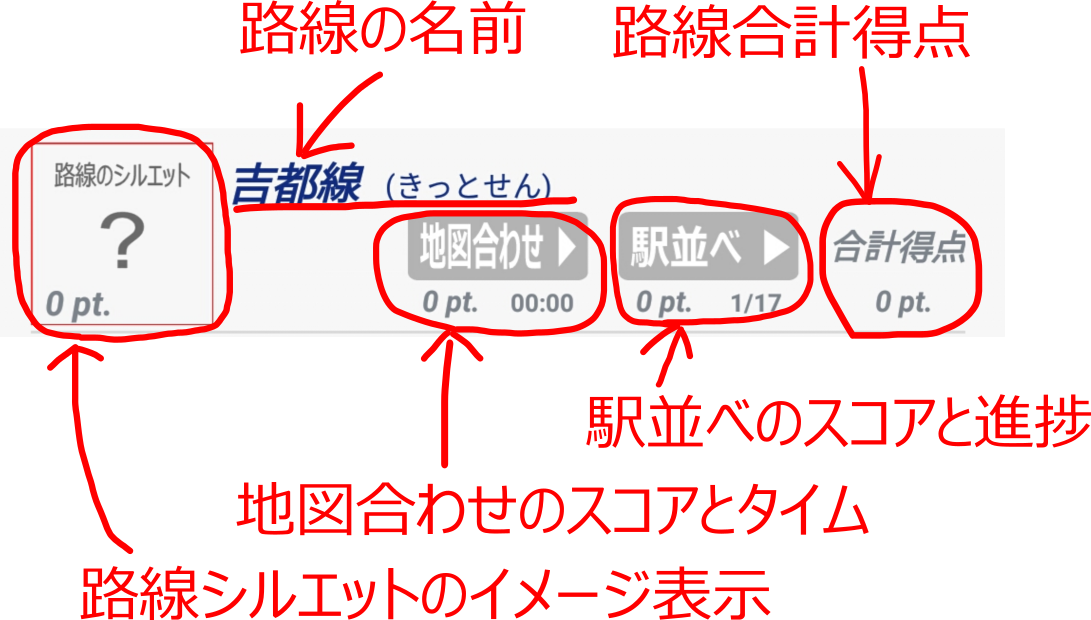 路線の名前
路線合計得点
路線のシルエット
?
0 pt.
吉都線 (きっとせん)
地図合わせ
0 pt. 00:00
駅並べ
0 pt. 1/17
合計得点
0 pt.
駅並べのスコアと進捗
地図合わせのスコアとタイム
路線シルエットのイメージ表示